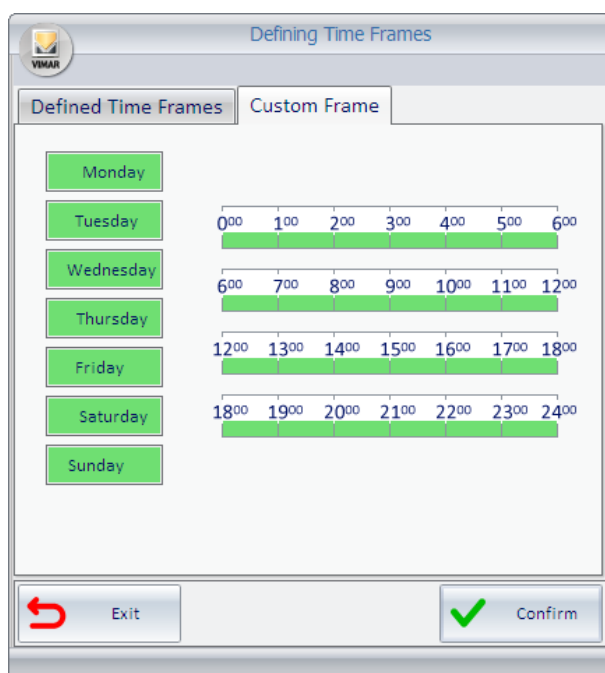 Defining Time Frames
VIMAR
Defined Time Frames Custom Frame
Monday
Tuesday
Wednesday
Thursday
Friday
Saturday
Sunday
0⁰⁰ 1⁰⁰ 2⁰⁰ 3⁰⁰ 4⁰⁰ 5⁰⁰ 6⁰⁰
6⁰⁰ 7⁰⁰ 8⁰⁰ 9⁰⁰ 10⁰⁰ 11⁰⁰ 12⁰⁰
12⁰⁰ 13⁰⁰ 14⁰⁰ 15⁰⁰ 16⁰⁰ 17⁰⁰ 18⁰⁰
18⁰⁰ 19⁰⁰ 20⁰⁰ 21⁰⁰ 22⁰⁰ 23⁰⁰ 24⁰⁰
Exit Confirm